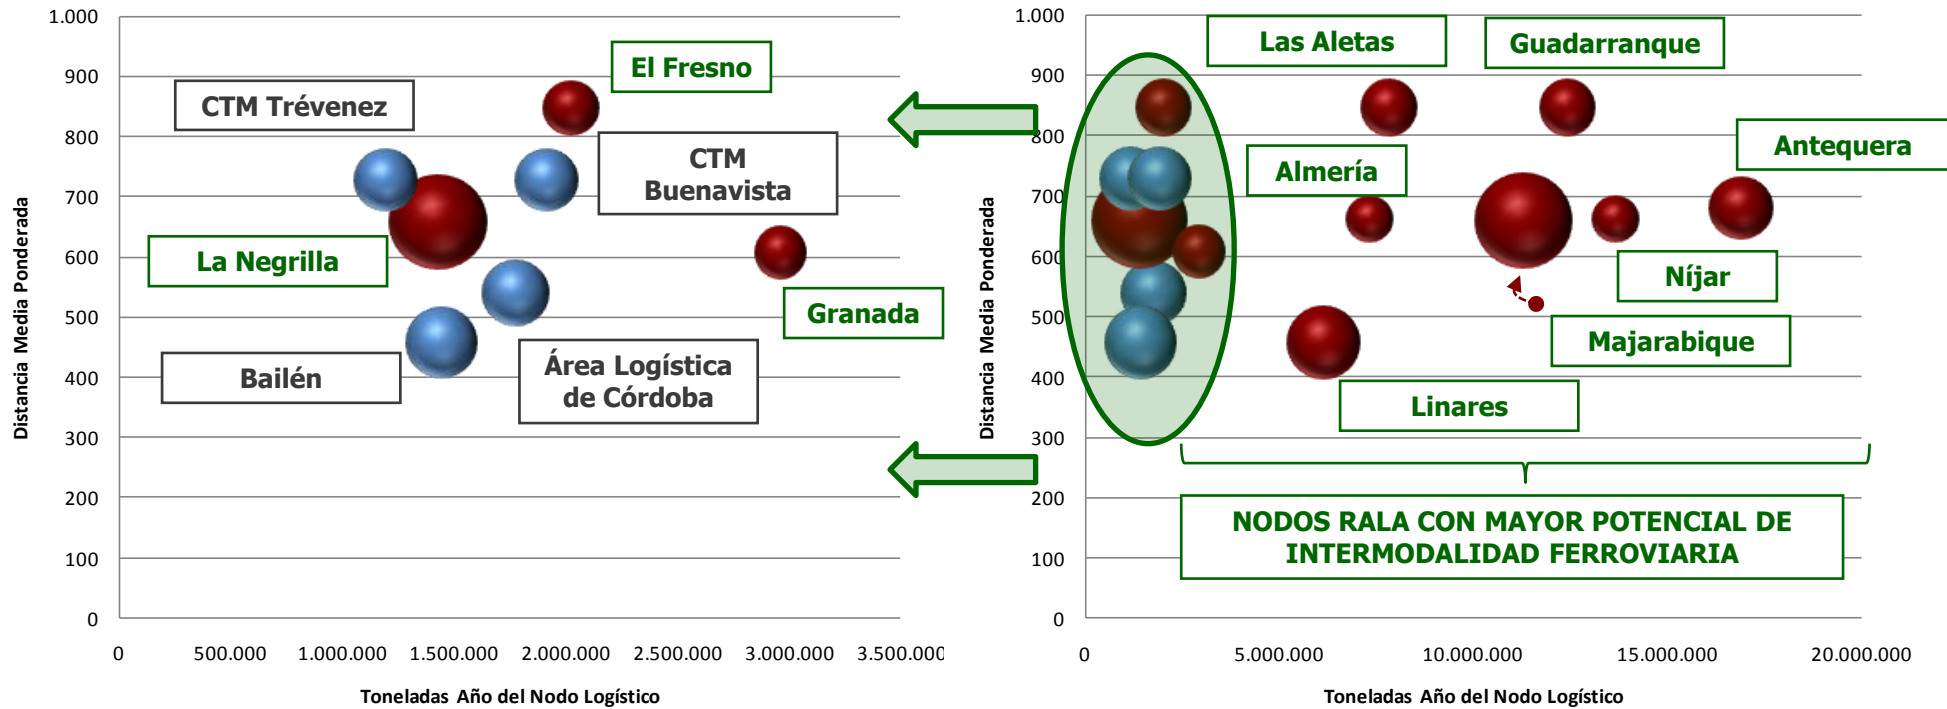 1.000
900
800
700
600
500
400
300
200
100
0
Distancia Media Ponderada
0
500.000
1.000.000
1.500.000
2.000.000
2.500.000
3.000.000
3.500.000
Toneladas Año del Nodo Logístico
El Fresno
CTM Trévenez
CTM
Buenavista
La Negrilla
Granada
Bailén
Área Logística
de Córdoba
1.000
900
800
700
600
500
400
300
200
100
0
Distancia Media Ponderada
0
5.000.000
10.000.000
15.000.000
20.000.000
Toneladas Año del Nodo Logístico
Las Aletas
Guadarranque
Antequera
Almería
Níjar
Majarabique
Linares
NODOS RALA CON MAYOR POTENCIAL DE
INTERMODALIDAD FERROVIARIA